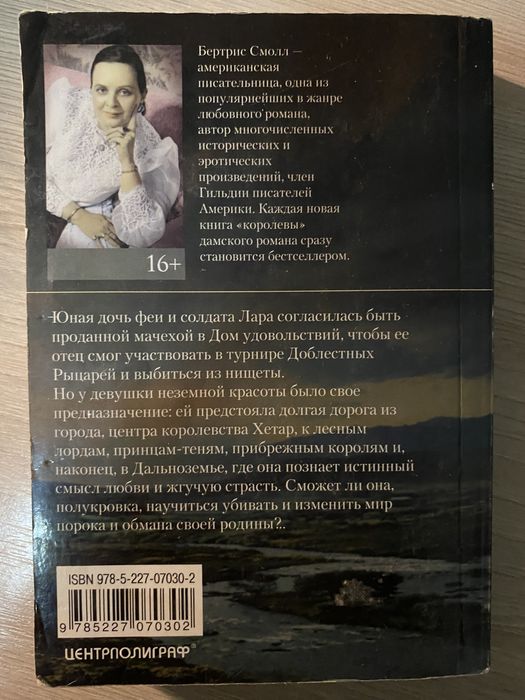 Бертрис Смолл —
американская
писательница, одна из
популярнейших в жанре
любовного романа,
автор многочисленных
исторических и
эротических
произведений, член
Гильдии писателей
Америки. Каждая новая
книга «королевы»
дамского романа сразу
становится бестселлером.
16+
Юная дочь феи и солдата Лара согласилась быть
проданной мачехой в Дом удовольствий, чтобы ее
отец смог участвовать в турнире Доблестных
Рыцарей и выбиться из нищеты.
Но у девушки неземной красоты было свое
предназначение: ей предстояла долгая дорога из
города, центра королевства Хетар, к лесным
лордам, принцам-теням, прибрежным королям и,
наконец, в Дальноземье, где она познает истинный
смысл любви и жгучую страсть. Сможет ли она,
полукровка, научиться убивать и изменить мир
порока и обмана своей родины?..
ISBN 978-5-227-07030-2
9 785227 070302
ЦЕНТРПОЛИГРАФ®